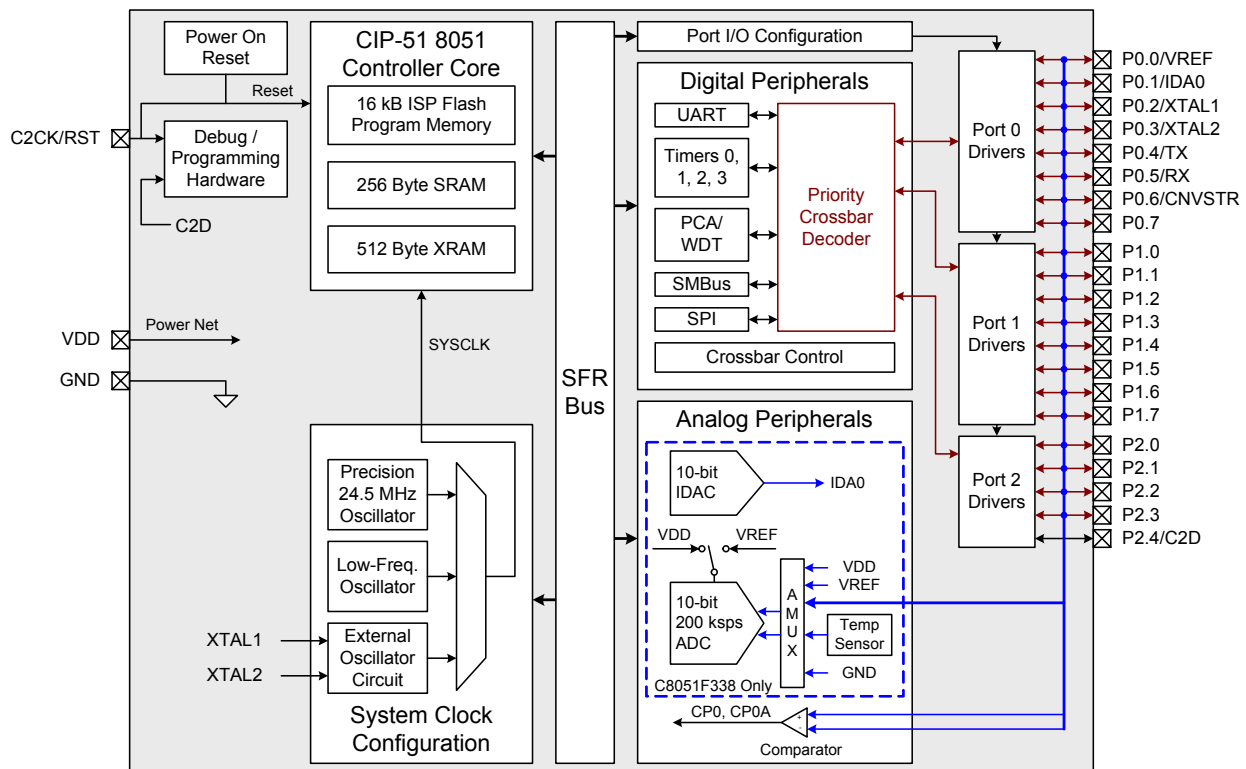 Power On
Reset
Reset
C2CK/RST
Debug /
Programming
Hardware
C2D
VDD
Power Net
GND
CIP-51 8051
Controller Core
16 kB ISP Flash
Program Memory
256 Byte SRAM
512 Byte XRAM
SYSCLK
Precision
24.5 MHz
Oscillator
Low-Freq.
Oscillator
XTAL1
XTAL2
External
Oscillator
Circuit
System Clock
Configuration
SFR
Bus
Port I/O Configuration
Digital Peripherals
UART
Timers 0,
1, 2, 3
PCA/
WDT
SMBus
SPI
Priority
Crossbar
Decoder
Crossbar Control
Analog Peripherals
10-bit
IDAC
IDA0
VDD
VREF
10-bit
200 ksps
ADC
A
M
U
X
VDD
VREF
Temp
Sensor
GND
C8051F338 Only
CP0, CP0A
+
-
Comparator
Port 0
Drivers
Port 1
Drivers
Port 2
Drivers
P0.0/VREF
P0.1/IDA0
P0.2/XTAL1
P0.3/XTAL2
P0.4/TX
P0.5/RX
P0.6/CNVSTR
P0.7
P1.0
P1.1
P1.2
P1.3
P1.4
P1.5
P1.6
P1.7
P2.0
P2.1
P2.2
P2.3
P2.4/C2D